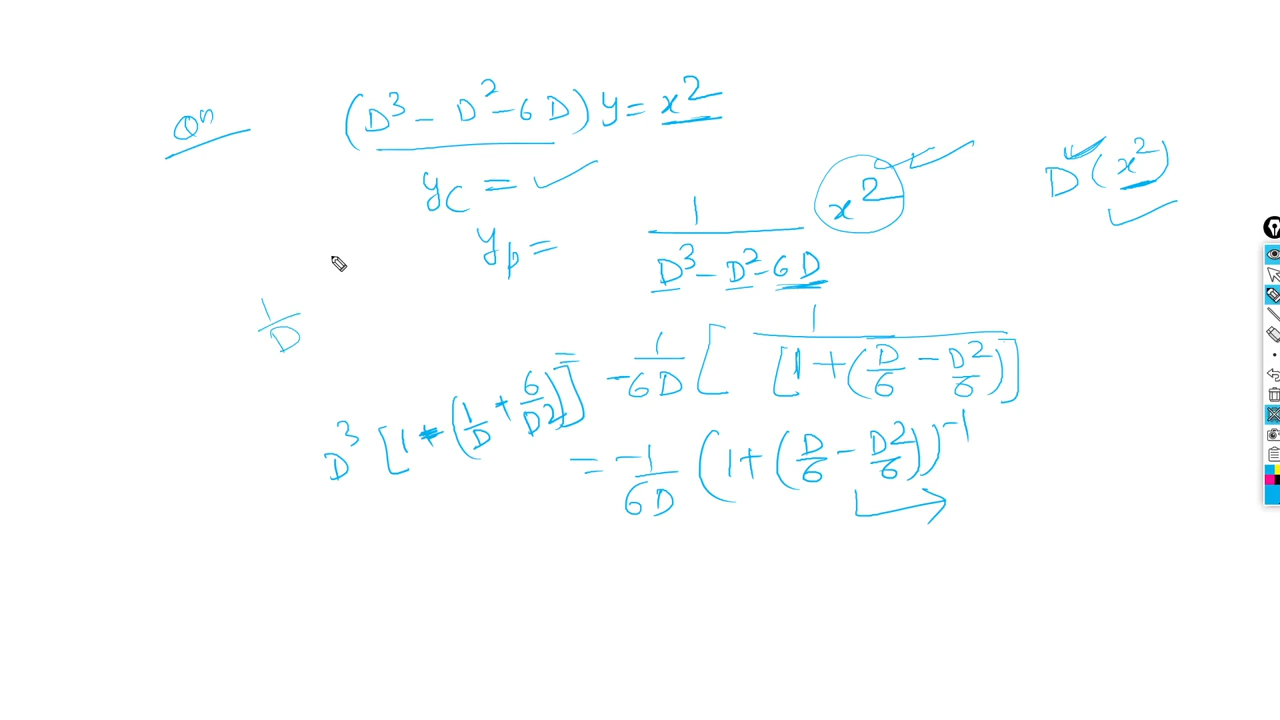 Qn (D³ - D² - 6D) y = x²
y_C = ✓
D (x²)
y_p = 1/(D³ - D² - 6D) x²
1/D
= 1/-6D [ 1/[1 + (D/6 - D²/6)] ]
D³ [1 - (1/D + 6/D²)]
= -1/6D (1 + (D/6 - D²/6))⁻¹